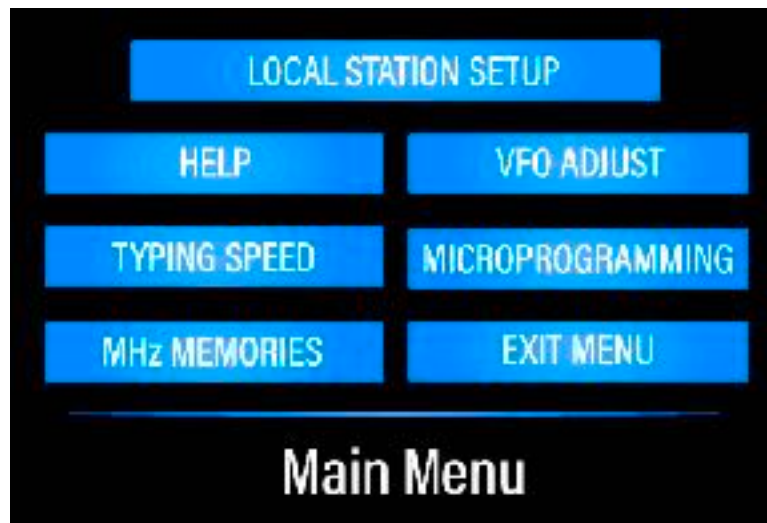 LOCAL STATION SETUP
HELP
VFO ADJUST
TYPING SPEED
MICROPROGRAMMING
MHz MEMORIES
EXIT MENU
Main Menu